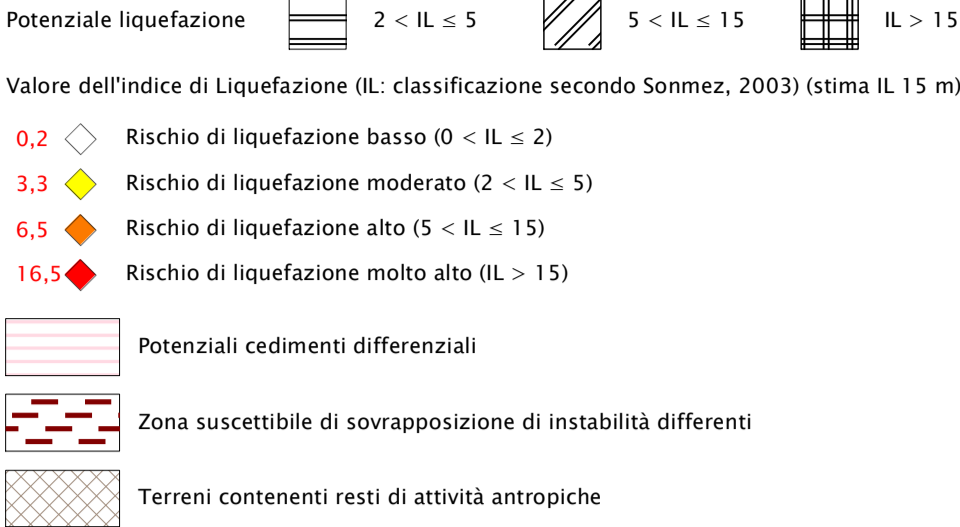 Potenziale liquefazione 2 < IL ≤ 5 5 < IL ≤ 15 IL > 15
Valore dell'indice di Liquefazione (IL: classificazione secondo Sonmez, 2003) (stima IL 15 m)
0,2 Rischio di liquefazione basso (0 < IL ≤ 2)
3,3 Rischio di liquefazione moderato (2 < IL ≤ 5)
6,5 Rischio di liquefazione alto (5 < IL ≤ 15)
16,5 Rischio di liquefazione molto alto (IL > 15)
Potenziali cedimenti differenziali
Zona suscettibile di sovrapposizione di instabilità differenti
Terreni contenenti resti di attività antropiche